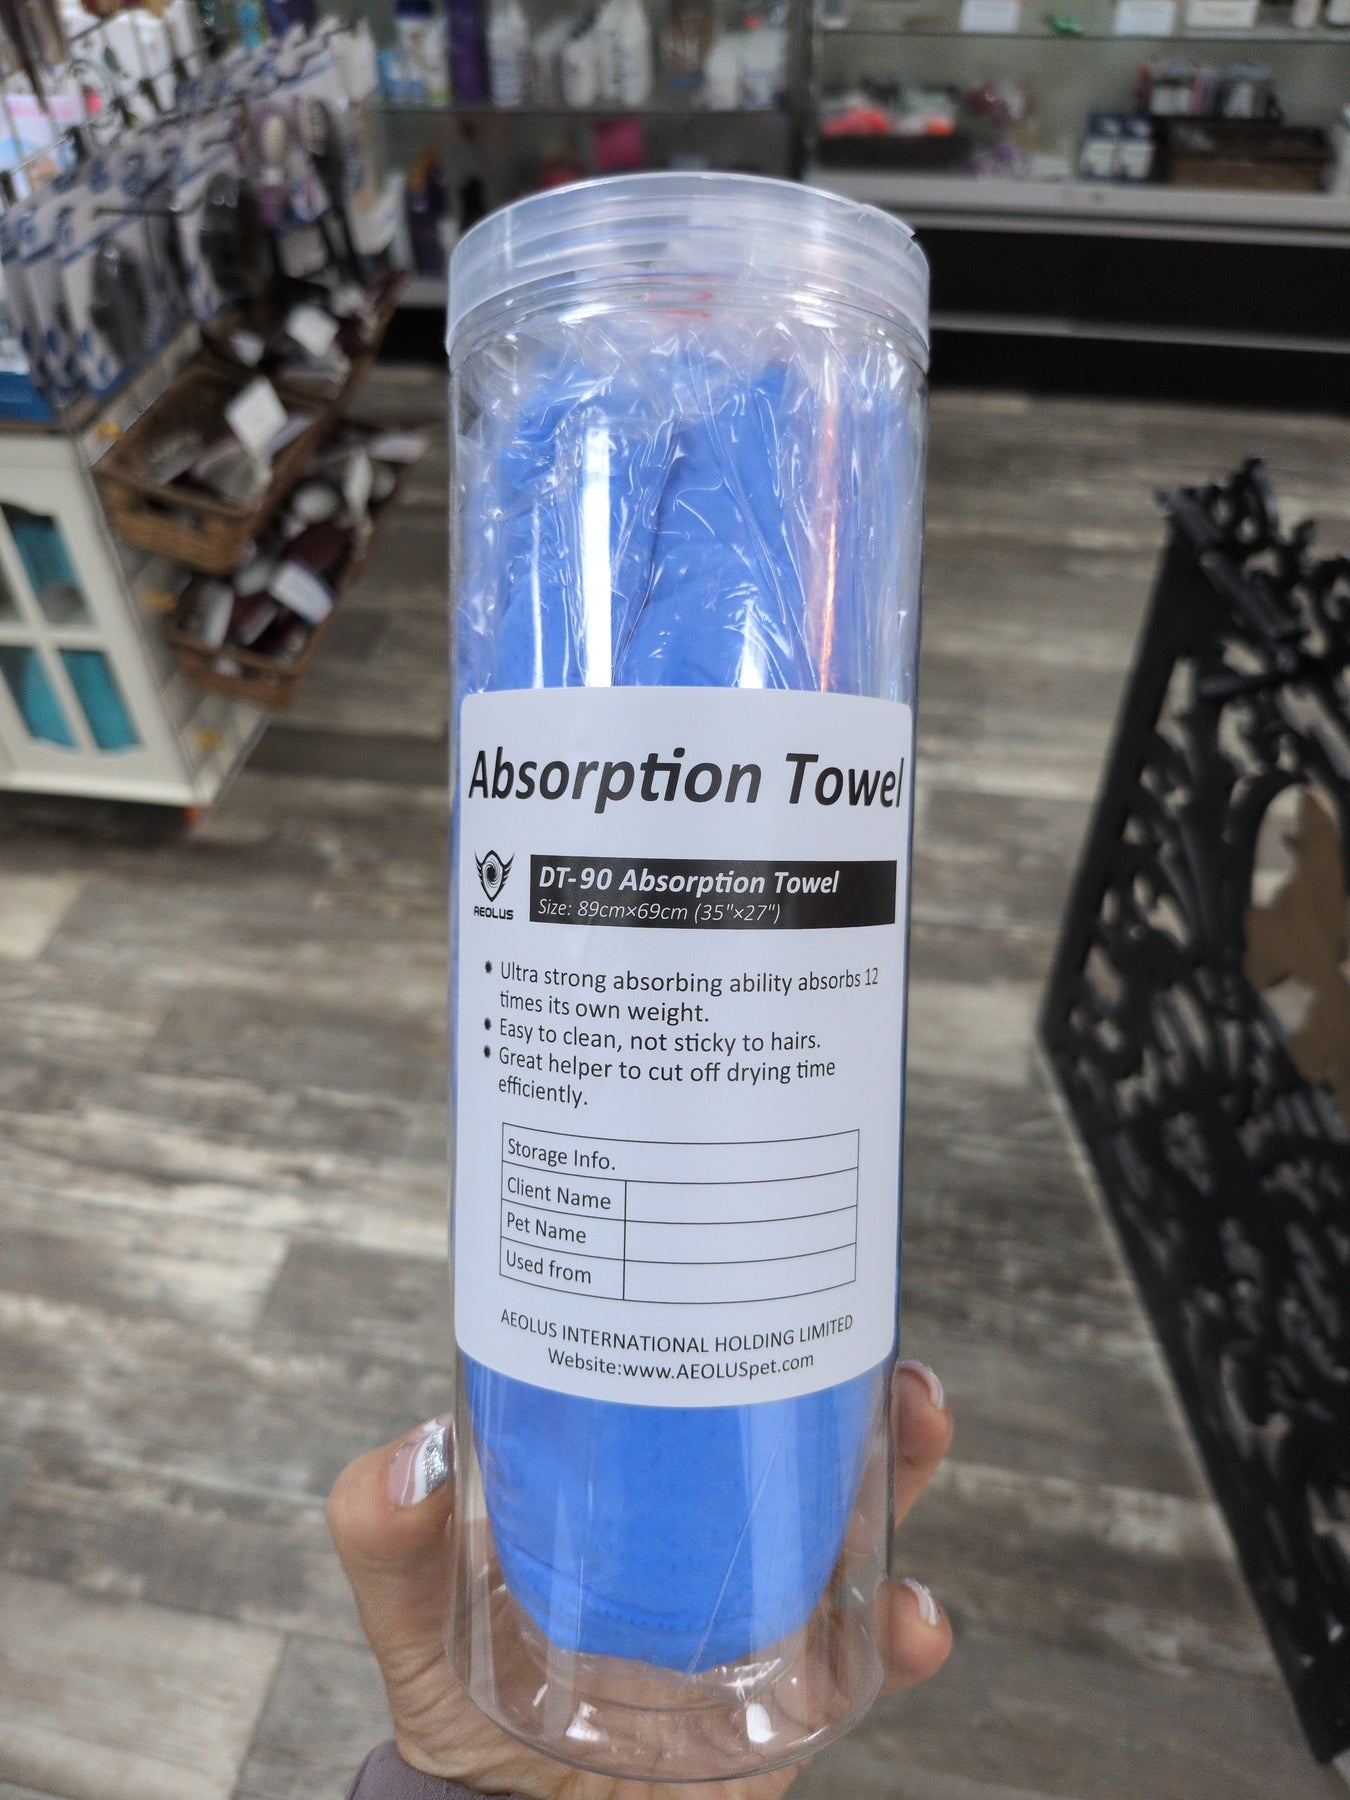 Absorption Towel
AEOLUS
DT-90 Absorption Towel
Size: 89cm×69cm (35"×27")
• Ultra strong absorbing ability absorbs 12
times its own weight.
• Easy to clean, not sticky to hairs.
• Great helper to cut off drying time
efficiently.
Storage Info.
Client Name
Pet Name
Used from
AEOLUS INTERNATIONAL HOLDING LIMITED
Website:www.AEOLUSpet.com